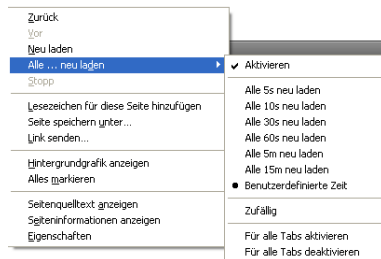 Zurück
Vor
Neu laden
Alle ... neu laden
Stopp
Lesezeichen für diese Seite hinzufügen
Seite speichern unter...
Link senden...
Hintergrundgrafik anzeigen
Alles markieren
Seitenquelltext anzeigen
Seiteninformationen anzeigen
Eigenschaften
Aktivieren
Alle 5s neu laden
Alle 10s neu laden
Alle 30s neu laden
Alle 60s neu laden
Alle 5m neu laden
Alle 15m neu laden
Benutzerdefinierte Zeit
Zufällig
Für alle Tabs aktivieren
Für alle Tabs deaktivieren